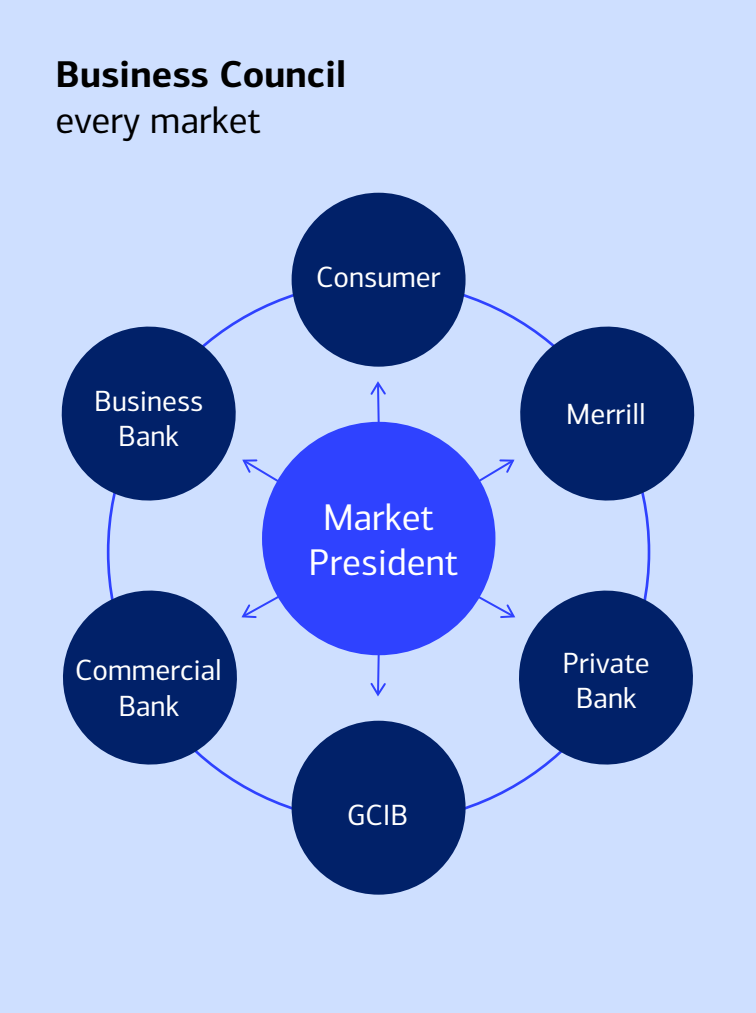 Business Council
every market
Consumer
Business
Bank
Merrill
Market
President
Commercial
Bank
Private
Bank
GCIB